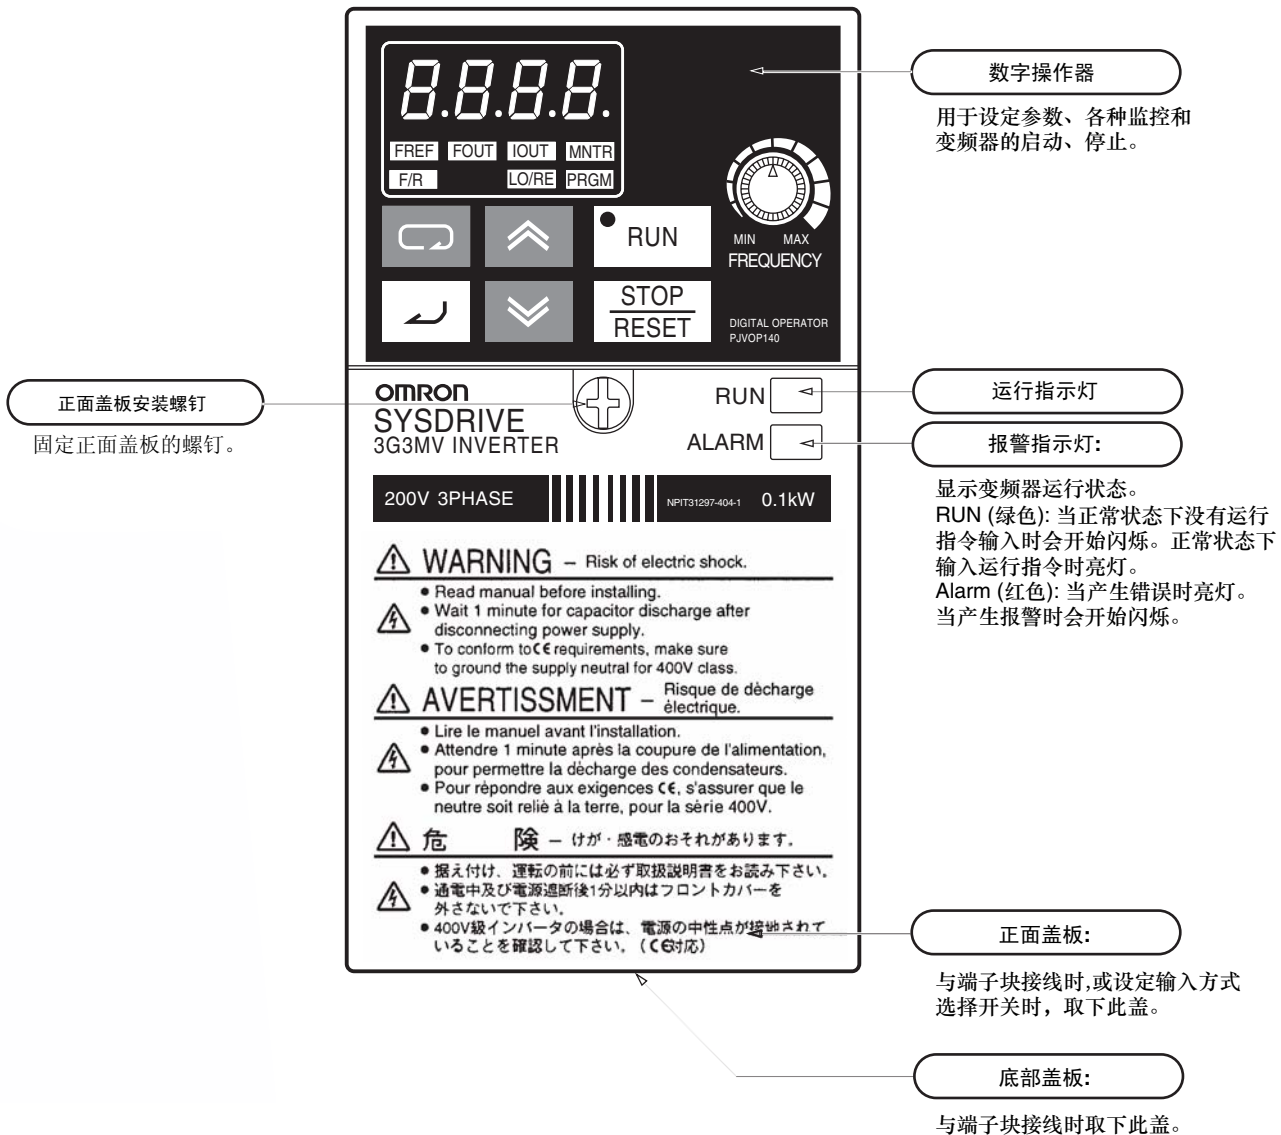 8.8.8.8.
FREF FOUT IOUT MNTR
F/R LO/RE PRGM
RUN
STOP
RESET
MIN MAX
FREQUENCY
DIGITAL OPERATOR
PJVOP140
数字操作器
用于设定参数、各种监控和
变频器的启动、停止。
正面盖板安装螺钉
固定正面盖板的螺钉。
OMRON
SYSDRIVE
3G3MV INVERTER
RUN
ALARM
运行指示灯
报警指示灯:
显示变频器运行状态。
RUN (绿色): 当正常状态下没有运行
指令输入时会开始闪烁。正常状态下
输入运行指令时亮灯。
Alarm (红色): 当产生错误时亮灯。
当产生报警时会开始闪烁。
200V 3PHASE NPIT31297-404-1 0.1kW
WARNING – Risk of electric shock.
● Read manual before installing.
● Wait 1 minute for capacitor discharge after
disconnecting power supply.
● To conform to CE requirements, make sure
to ground the supply neutral for 400V class.
AVERTISSMENT – Risque de dècharge
èlectrique.
● Lire le manuel avant l'installation.
● Attendre 1 minute après la coupure de l'alimentation,
pour permettre la dècharge des condensateurs.
● Pour rèpondre aux exigences CE, s'assurer que le
neutre soit reliè à la terre, pour la sèrie 400V.
危 険 – けが・感電のおそれがあります。
● 据え付け、運転の前には必ず取扱説明書をお読み下さい。
● 通電中及び電源遮断後1分以内はフロントカバーを
外さないで下さい。
● 400V級インバータの場合は、電源の中性点が接地されて
いることを確認して下さい。(CE対応)
正面盖板:
与端子块接线时,或设定输入方式
选择开关时，取下此盖。
底部盖板:
与端子块接线时取下此盖。